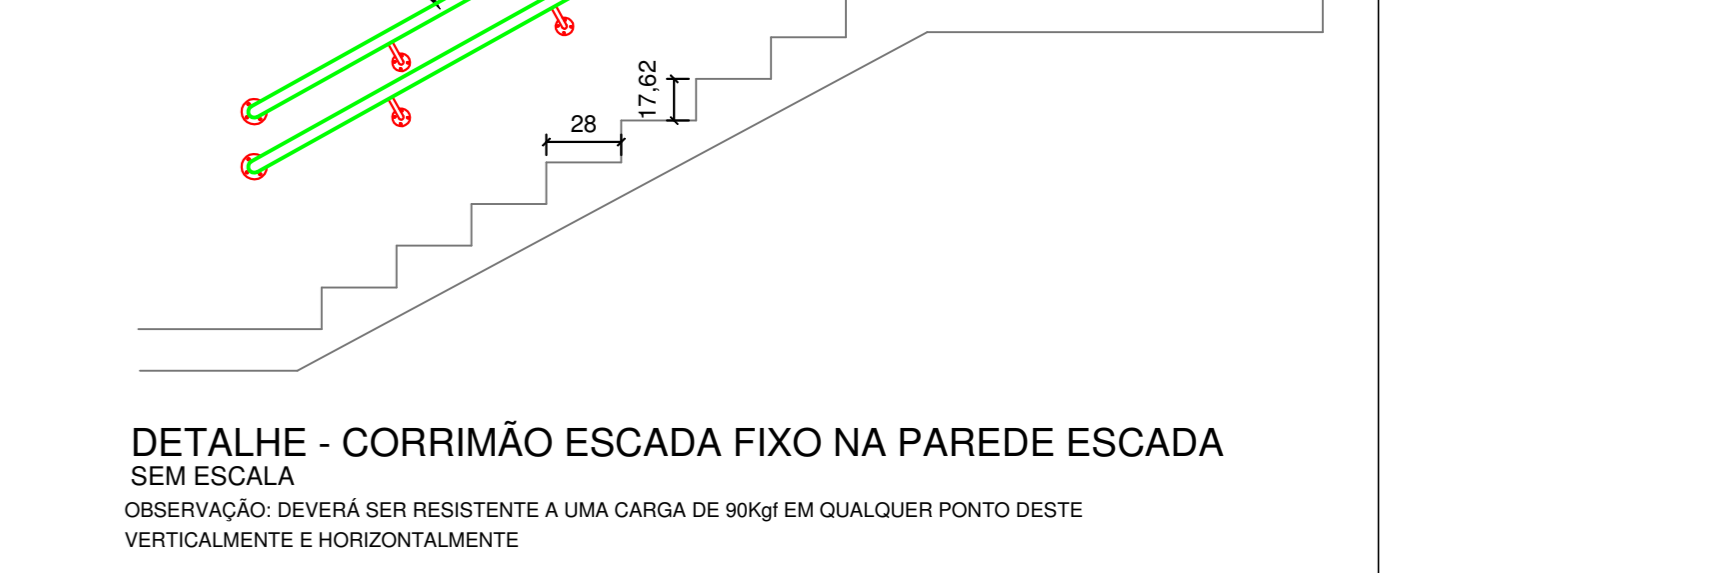 17,62
28
DETALHE - CORRIMÃO ESCADA FIXO NA PAREDE ESCADA
SEM ESCALA
OBSERVAÇÃO: DEVERÁ SER RESISTENTE A UMA CARGA DE 90Kgf EM QUALQUER PONTO DESTE
VERTICALMENTE E HORIZONTALMENTE